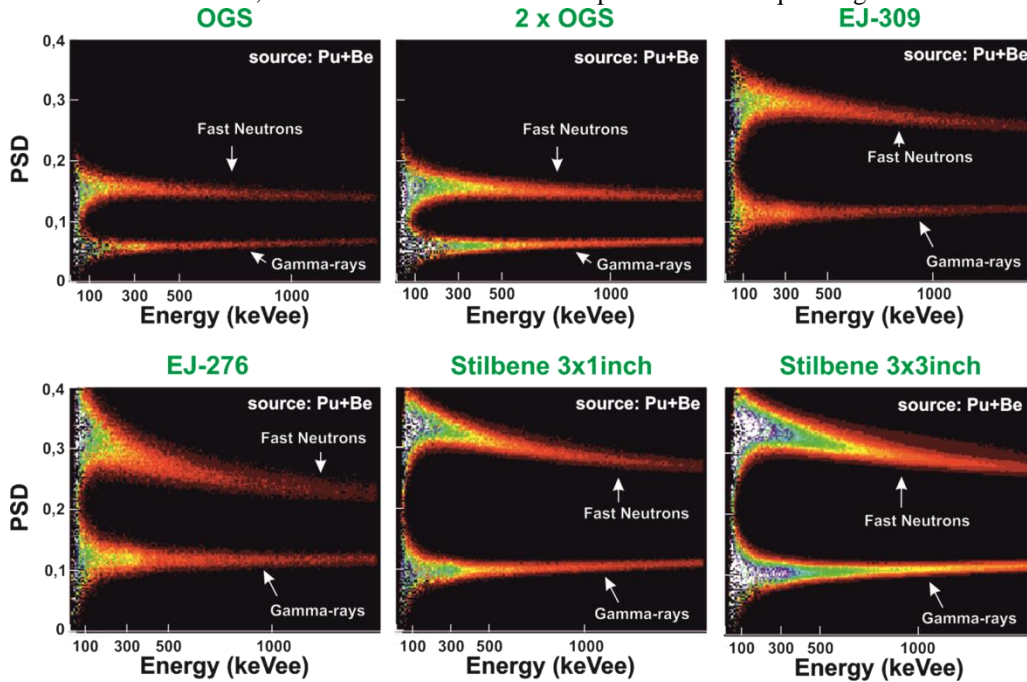 OGS
2 x OGS
EJ-309
0,4
source: Pu+Be
source: Pu+Be
source: Pu+Be
0,3
Fast Neutrons
Fast Neutrons
0,2
PSD
Fast Neutrons
0,1
Gamma-rays
Gamma-rays
Gamma-rays
0
100 300 500 1000
100 300 500 1000
100 300 500 1000
Energy (keVee)
Energy (keVee)
Energy (keVee)
EJ-276
Stilbene 3x1inch
Stilbene 3x3inch
0,4
source: Pu+Be
source: Pu+Be
source: Pu+Be
Fast Neutrons
0,3
PSD
0,2
Fast Neutrons
Fast Neutrons
0,1
Gamma-rays
Gamma-rays
Gamma-rays
0
100 300 500 1000
100 300 500 1000
100 300 500 1000
Energy (keVee)
Energy (keVee)
Energy (keVee)